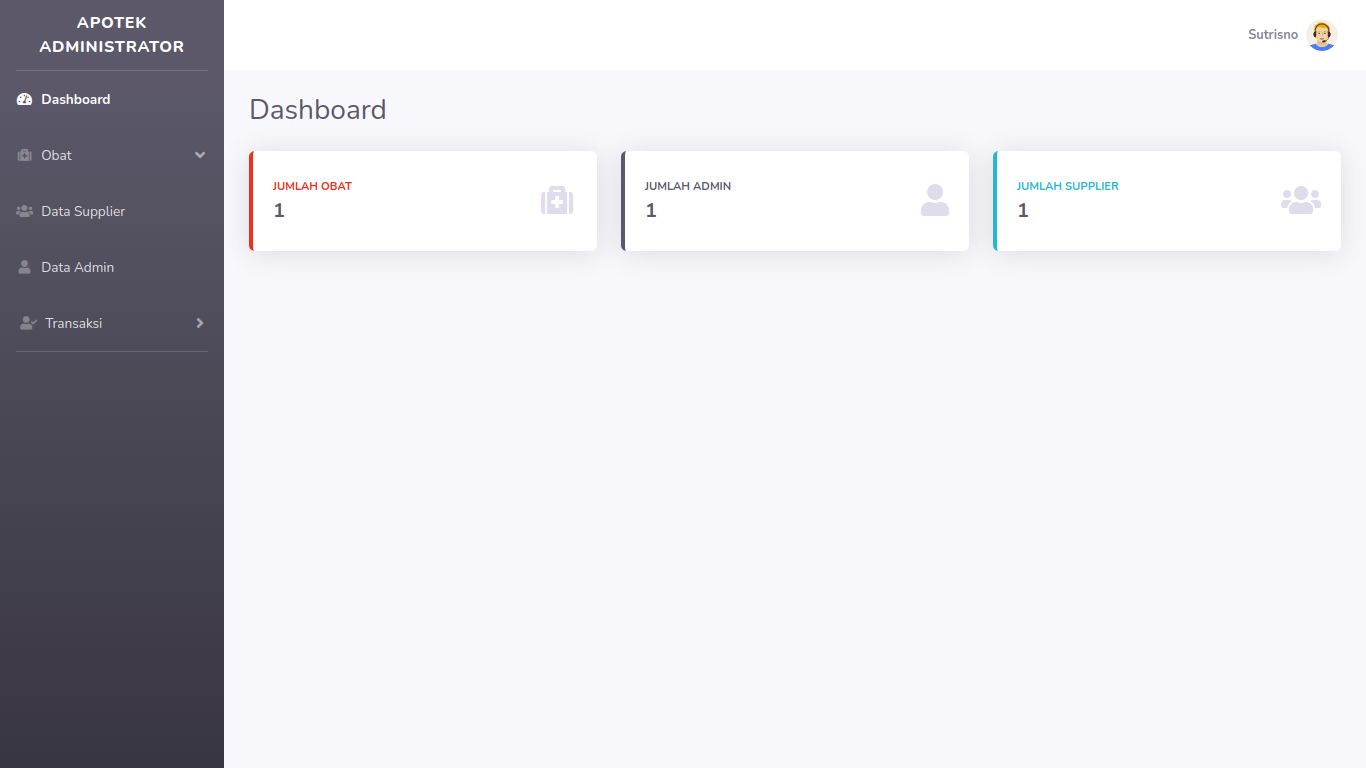 APOTEK
ADMINISTRATOR
Dashboard
Obat
Data Supplier
Data Admin
Transaksi
Sutrisno
Dashboard
JUMLAH OBAT
1
JUMLAH ADMIN
1
JUMLAH SUPPLIER
1